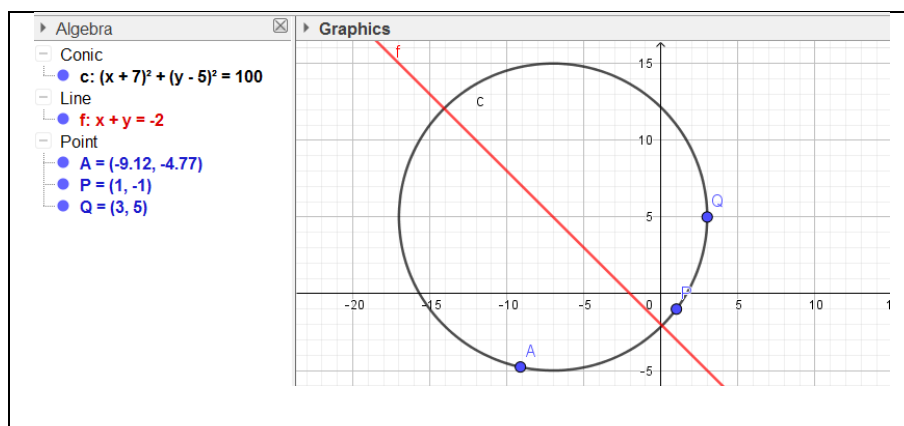 Algebra
Graphics
Conic
c: (x + 7)² + (y - 5)² = 100
Line
f: x + y = -2
Point
A = (-9.12, -4.77)
P = (1, -1)
Q = (3, 5)
f
15
c
10
Q
5
P
-20 -15 -10 -5 0 5 10 1
A
-5